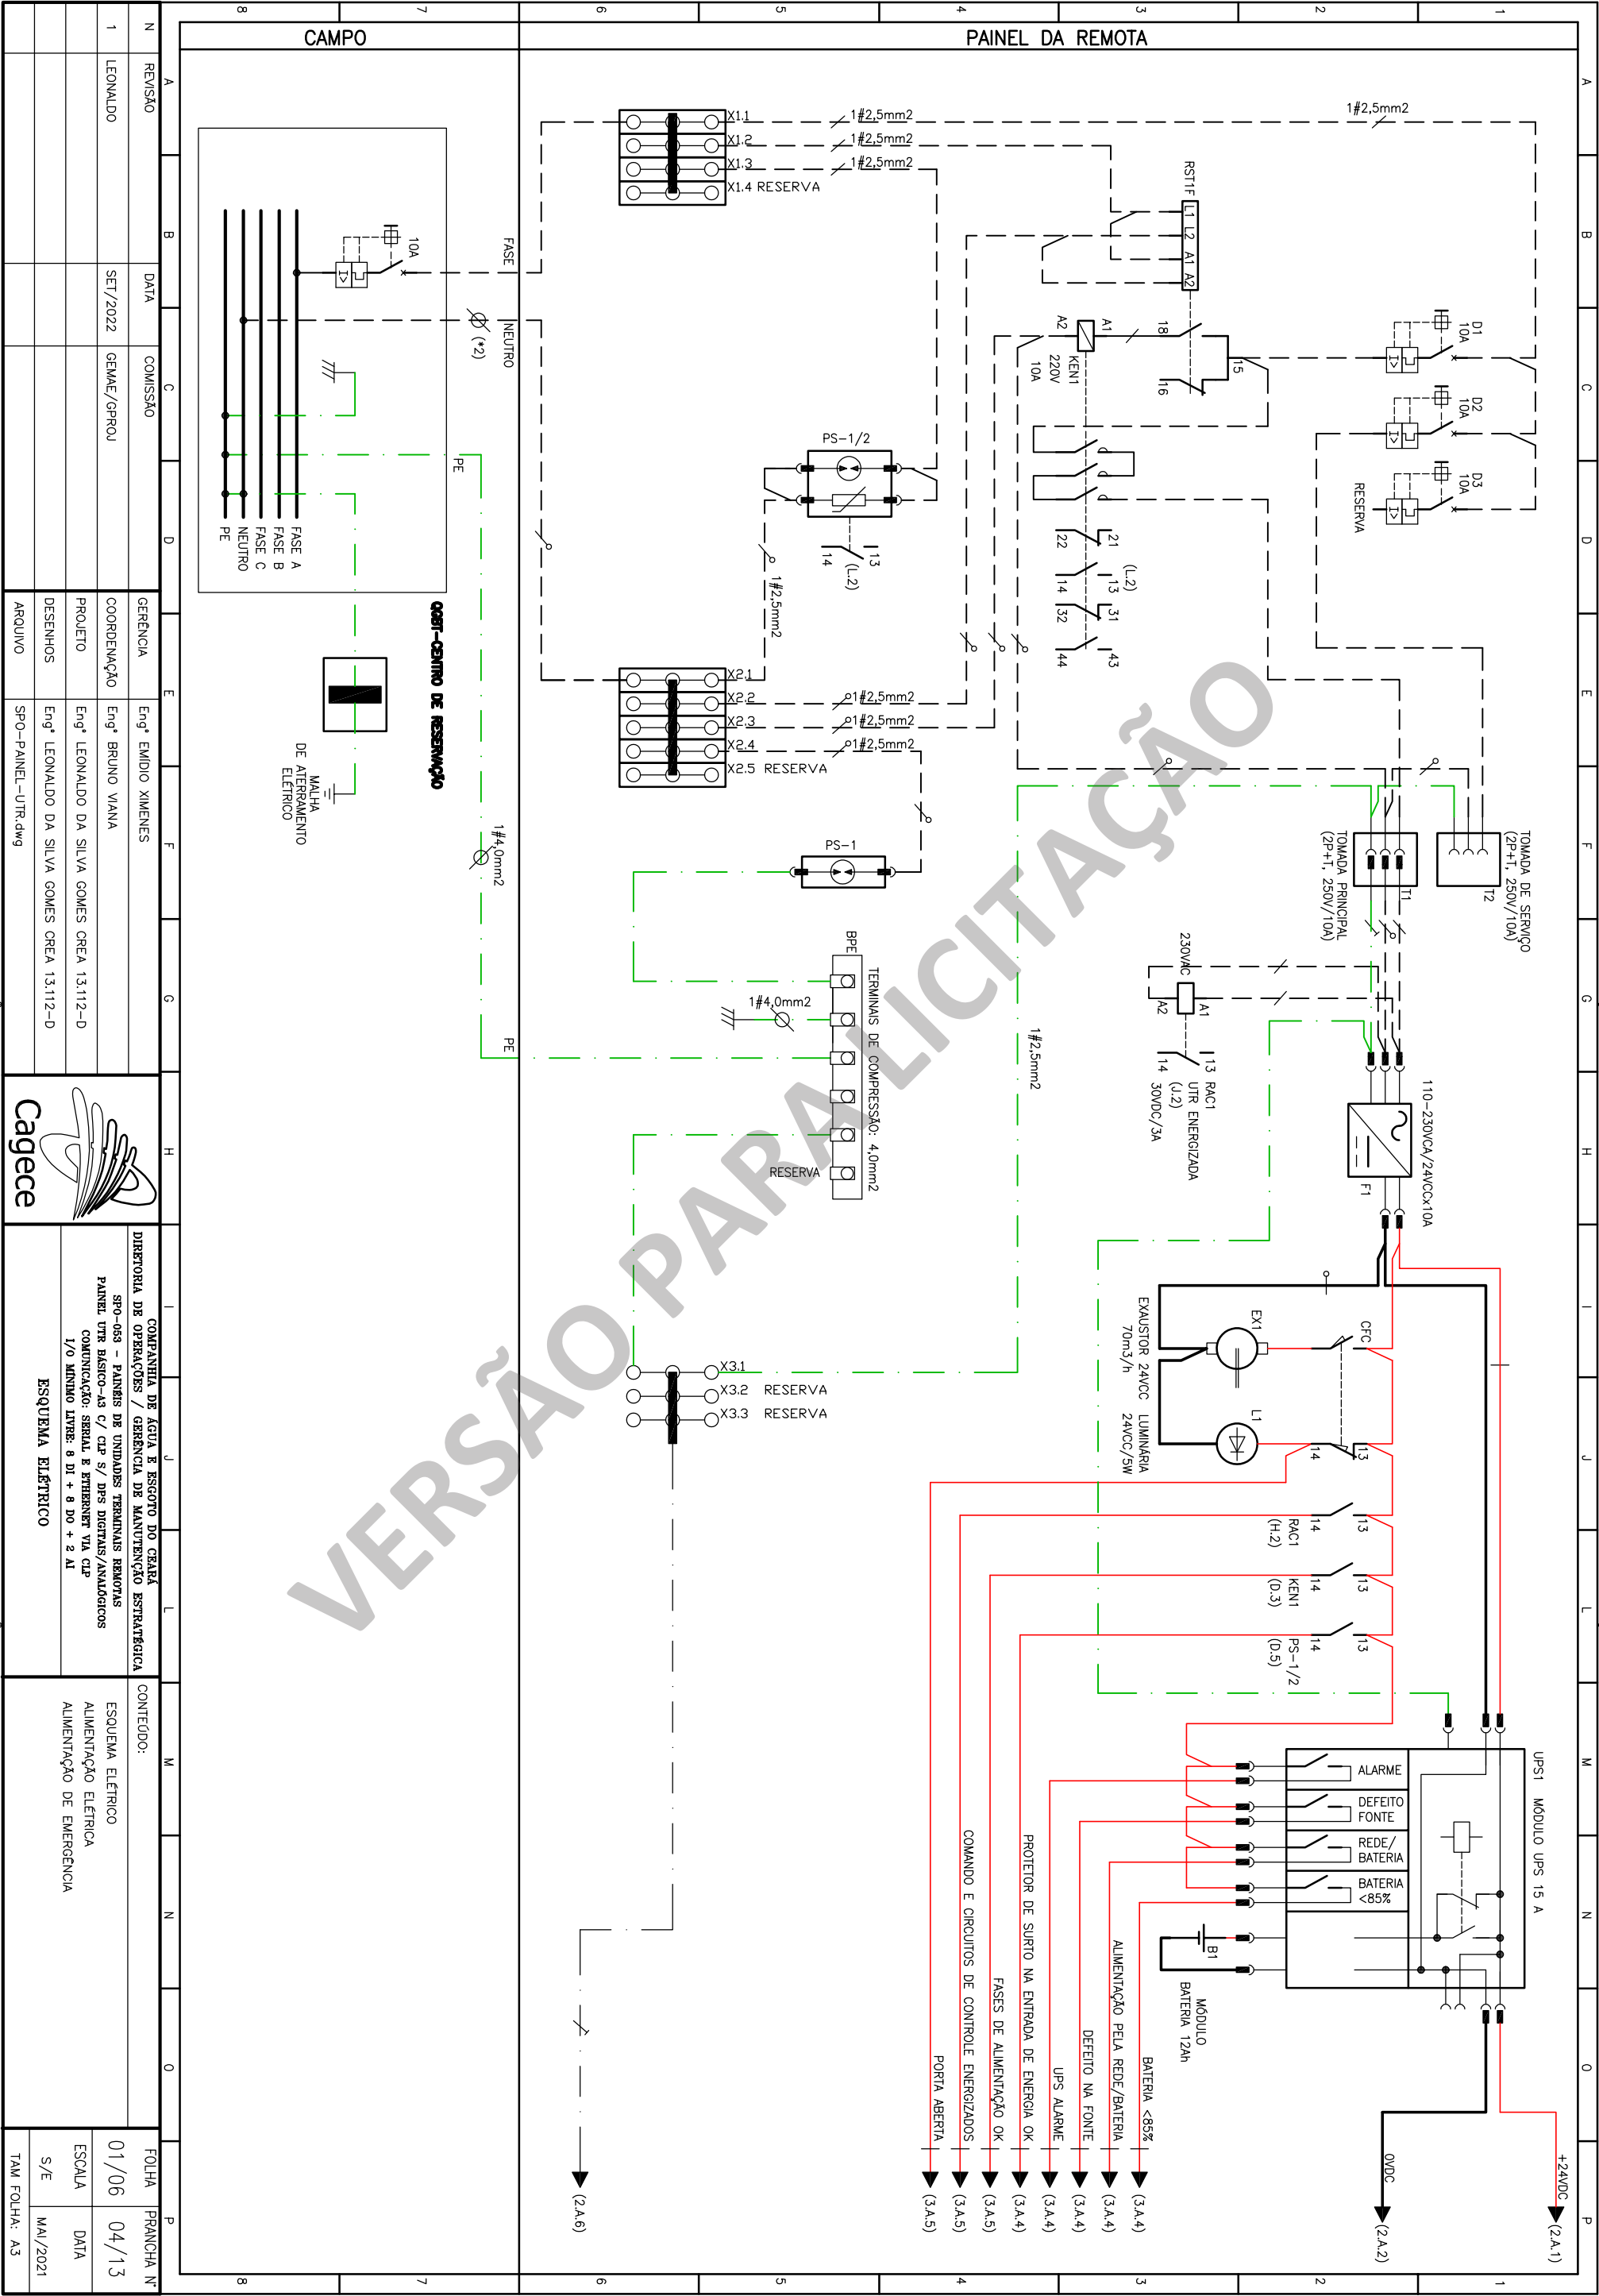 PAINEL DA REMOTA
CAMPO
1 2 3 4 5 6 7 8
A B C D E F G H I J L M N O P
VERSÃO PARA LICITAÇÃO
1#2,5mm2
X1.1
1#2,5mm2
X1.2
1#2,5mm2
X1.3
1#2,5mm2
X1.4 RESERVA
RST1F
L1 L2 A1 A2
D1
10A
D2
10A
D3
10A
RESERVA
15
18
16
A1
A2
KEN1
220V
10A
21
22
13
14
(L.2)
31
32
43
44
PS-1/2
13
14
(L.2)
1#2,5mm2
X2.1
X2.2
1#2,5mm2
X2.3
1#2,5mm2
X2.4
1#2,5mm2
X2.5 RESERVA
PS-1
FASE
NEUTRO
(*2)
10A
PE
FASE A
FASE B
FASE C
NEUTRO
PE
QGBT-CENTRO DE RESERVAÇÃO
MALHA
DE ATERRAMENTO
ELÉTRICO
1#4,0mm2
PE
TOMADA DE SERVIÇO
(2P+T, 250V/10A)
T2
TOMADA PRINCIPAL
(2P+T, 250V/10A)
T1
230VAC
A1
A2
13
14
RAC1
UTR ENERGIZADA
(J.2)
30VDC/3A
110-230VCA/24VCCx10A
F1
BPE
TERMINAIS DE COMPRESSÃO: 4,0mm2
1#4,0mm2
RESERVA
1#2,5mm2
X3.1
X3.2 RESERVA
X3.3 RESERVA
CFC
EX1
EXAUSTOR 24VCC
70m3/h
L1
LUMINÁRIA
24VCC/5W
13
14
13
14
RAC1
(H.2)
13
14
KEN1
(D.3)
13
14
PS-1/2
(D.5)
UPS1 MÓDULO UPS 15 A
ALARME
DEFEITO
FONTE
REDE/
BATERIA
BATERIA
<85%
B1
MÓDULO
BATERIA 12Ah
+24VDC
(2.A.1)
0VDC
(2.A.2)
BATERIA <85%
(3.A.4)
ALIMENTAÇÃO PELA REDE/BATERIA
(3.A.4)
DEFEITO NA FONTE
(3.A.4)
UPS ALARME
(3.A.4)
PROTETOR DE SURTO NA ENTRADA DE ENERGIA OK
(3.A.4)
FASES DE ALIMENTAÇÃO OK
(3.A.5)
COMANDO E CIRCUITOS DE CONTROLE ENERGIZADOS
(3.A.5)
PORTA ABERTA
(3.A.5)
(2.A.6)
N REVISÃO DATA COMISSÃO
1 LEONALDO SET/2022 GEMAE/GPROJ
GERÊNCIA Engº EMÍDIO XIMENES
COORDENAÇÃO Engº BRUNO VIANA
PROJETO Engº LEONALDO DA SILVA GOMES CREA 13.112-D
DESENHOS Engº LEONALDO DA SILVA GOMES CREA 13.112-D
ARQUIVO SPO-PAINEL-UTR.dwg
Cagece
COMPANHIA DE ÁGUA E ESGOTO DO CEARÁ
DIRETORIA DE OPERAÇÕES / GERÊNCIA DE MANUTENÇÃO ESTRATÉGICA
SPO-053 - PAINÉIS DE UNIDADES TERMINAIS REMOTAS
PAINEL UTR BÁSICO-A3 C/ CLP S/ DPS DIGITAIS/ANALÓGICOS
COMUNICAÇÃO: SERIAL E ETHERNET VIA CLP
I/O MÍNIMO LIVRE: 8 DI + 8 DO + 2 AI
ESQUEMA ELÉTRICO
CONTEÚDO:
ESQUEMA ELÉTRICO
ALIMENTAÇÃO ELÉTRICA
ALIMENTAÇÃO DE EMERGÊNCIA
FOLHA PRANCHA Nº
01/06 04/13
ESCALA DATA
S/E MAI/2021
TAM FOLHA: A3